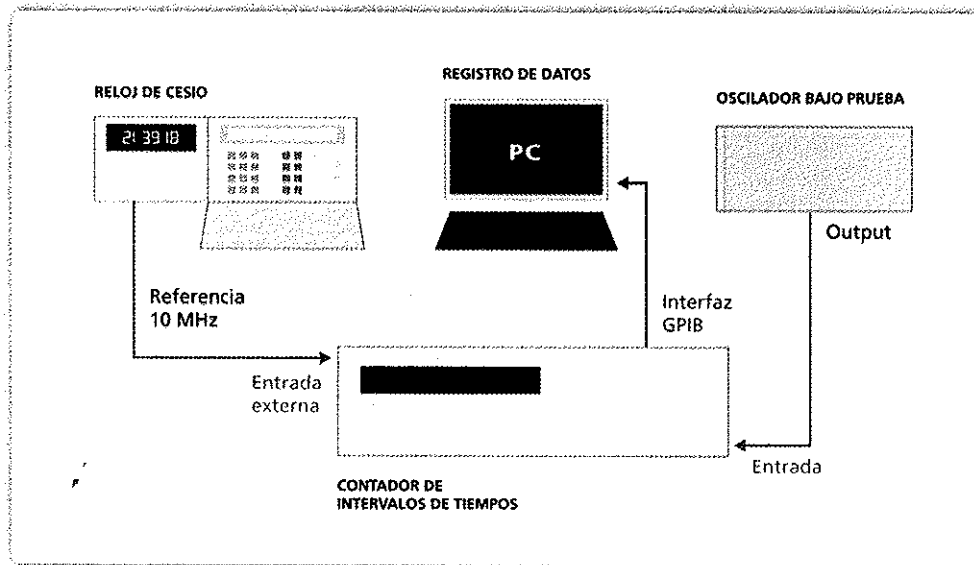 RELOJ DE CESIO
REGISTRO DE DATOS
OSCILADOR BAJO PRUEBA
21 39 18
PC
Output
Referencia
10 MHz
Interfaz
GPIB
Entrada
externa
Entrada
CONTADOR DE
INTERVALOS DE TIEMPOS